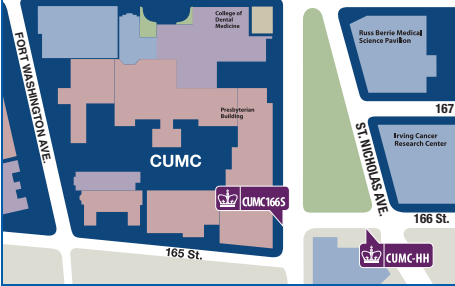 College of
Dental
Medicine
Russ Berrie Medical
Science Pavilion
FORT WASHINGTON AVE.
Presbyterian
Building
167
ST. NICHOLAS AVE.
Irving Cancer
Research Center
CUMC
CUMC166S
166 St.
165 St.
CUMC-HH